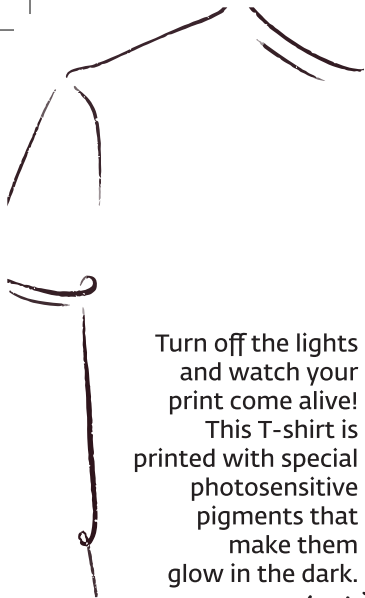 Turn off the lights
and watch your
print come alive!
This T-shirt is
printed with special
photosensitive
pigments that
make them
glow in the dark.